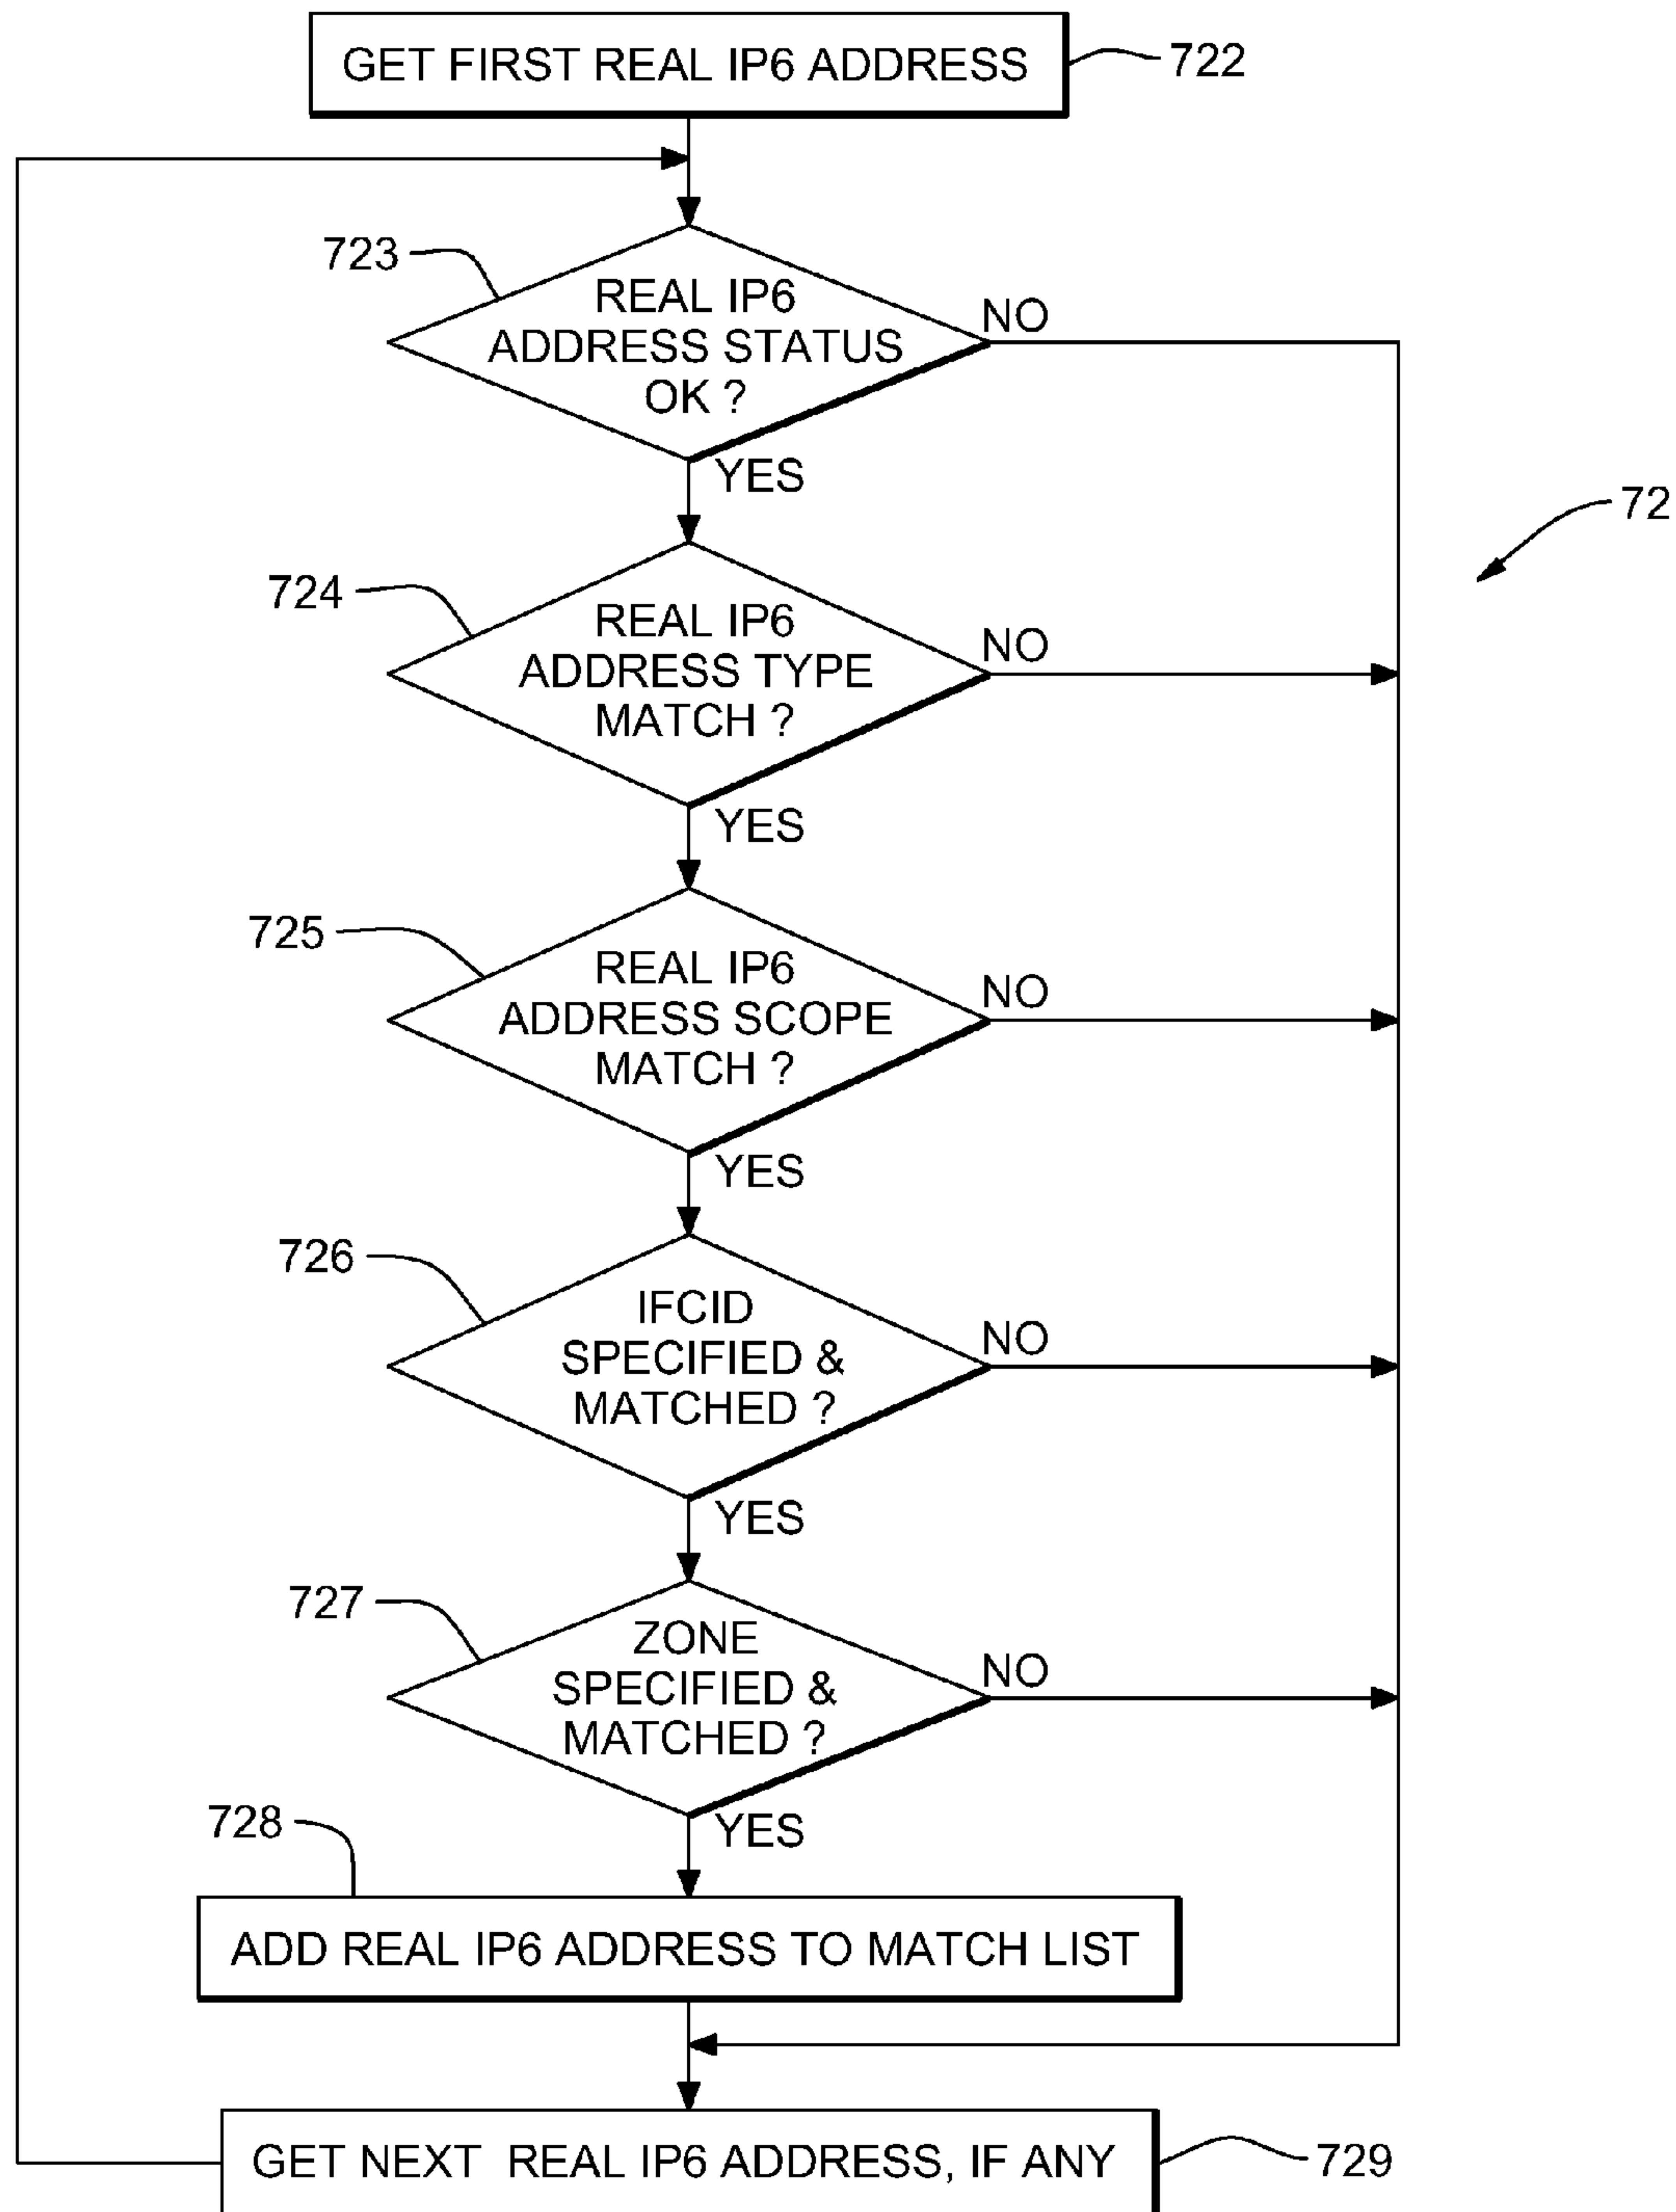 GET FIRST REAL IP6 ADDRESS
722
723
REAL IP6
ADDRESS STATUS
OK ?
NO
YES
72
724
REAL IP6
ADDRESS TYPE
MATCH ?
NO
YES
725
REAL IP6
ADDRESS SCOPE
MATCH ?
NO
YES
726
IFCID
SPECIFIED &
MATCHED ?
NO
YES
727
ZONE
SPECIFIED &
MATCHED ?
NO
YES
728
ADD REAL IP6 ADDRESS TO MATCH LIST
GET NEXT REAL IP6 ADDRESS, IF ANY
729